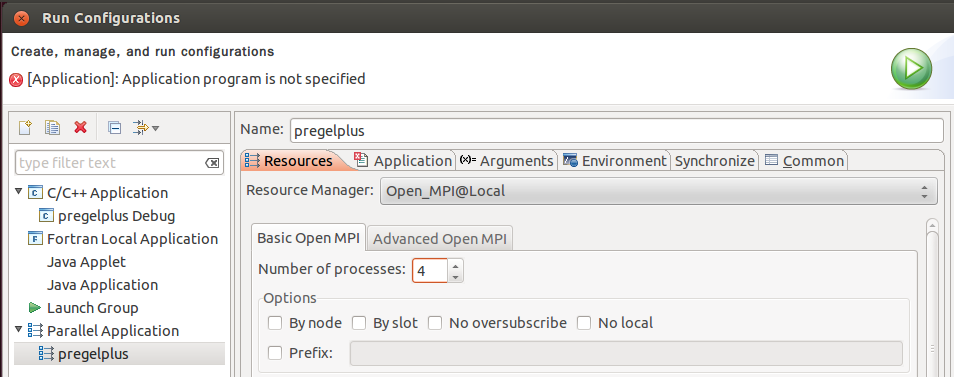 Run Configurations
Create, manage, and run configurations
[Application]: Application program is not specified
type filter text
C/C++ Application
pregelplus Debug
Fortran Local Application
Java Applet
Java Application
Launch Group
Parallel Application
pregelplus
Name: pregelplus
Resources Application (x)= Arguments Environment Synchronize Common
Resource Manager: Open_MPI@Local
Basic Open MPI Advanced Open MPI
Number of processes: 4
Options
By node By slot No oversubscribe No local
Prefix: